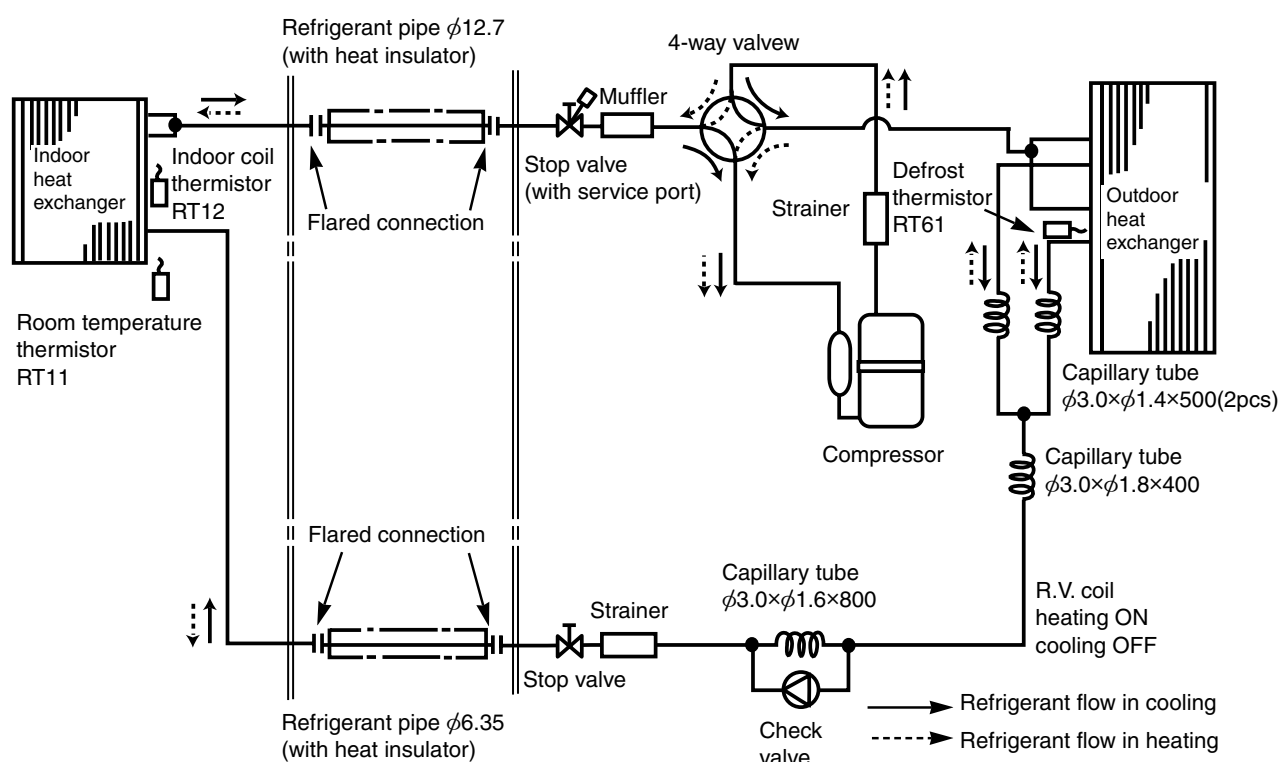 Refrigerant pipe ϕ12.7
(with heat insulator)
4-way valvew
Muffler
Indoor
heat
exchanger
Indoor coil
thermistor
RT12
Flared connection
Stop valve
(with service port)
Strainer
Defrost
thermistor
RT61
Outdoor
heat
exchanger
Room temperature
thermistor
RT11
Compressor
Capillary tube
ϕ3.0×ϕ1.4×500(2pcs)
Capillary tube
ϕ3.0×ϕ1.8×400
Flared connection
Capillary tube
ϕ3.0×ϕ1.6×800
Strainer
R.V. coil
heating ON
cooling OFF
Stop valve
Refrigerant pipe ϕ6.35
(with heat insulator)
Check
valve
Refrigerant flow in cooling
Refrigerant flow in heating